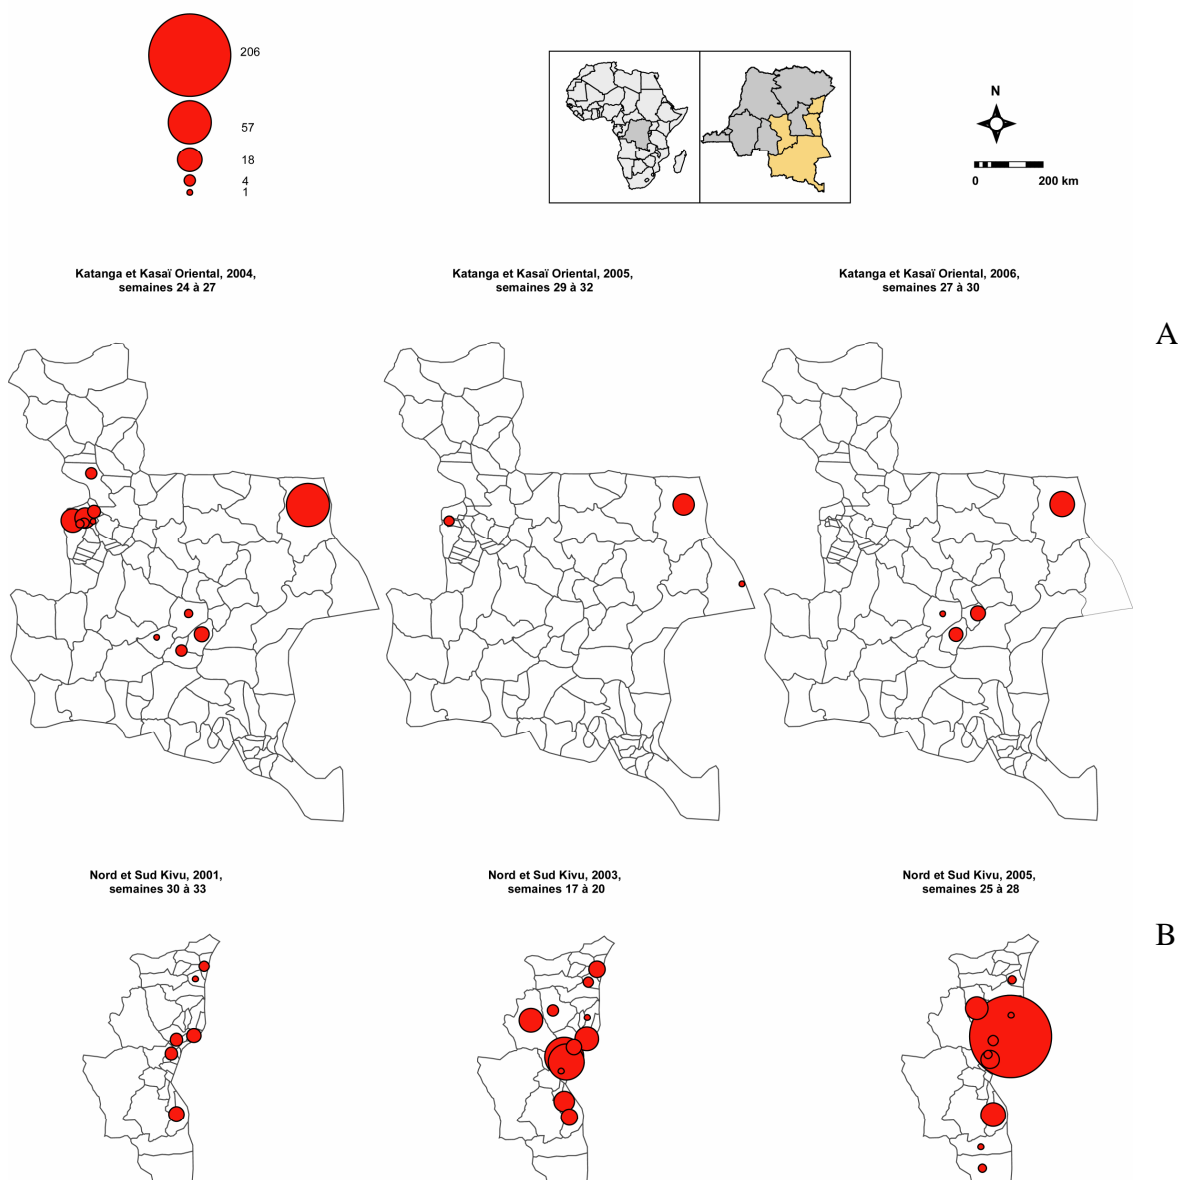 206
57
18
4
1
N
0 200 km
Katanga et Kasaï Oriental, 2004,
semaines 24 à 27
Katanga et Kasaï Oriental, 2005,
semaines 29 à 32
Katanga et Kasaï Oriental, 2006,
semaines 27 à 30
A
Nord et Sud Kivu, 2001,
semaines 30 à 33
Nord et Sud Kivu, 2003,
semaines 17 à 20
Nord et Sud Kivu, 2005,
semaines 25 à 28
B